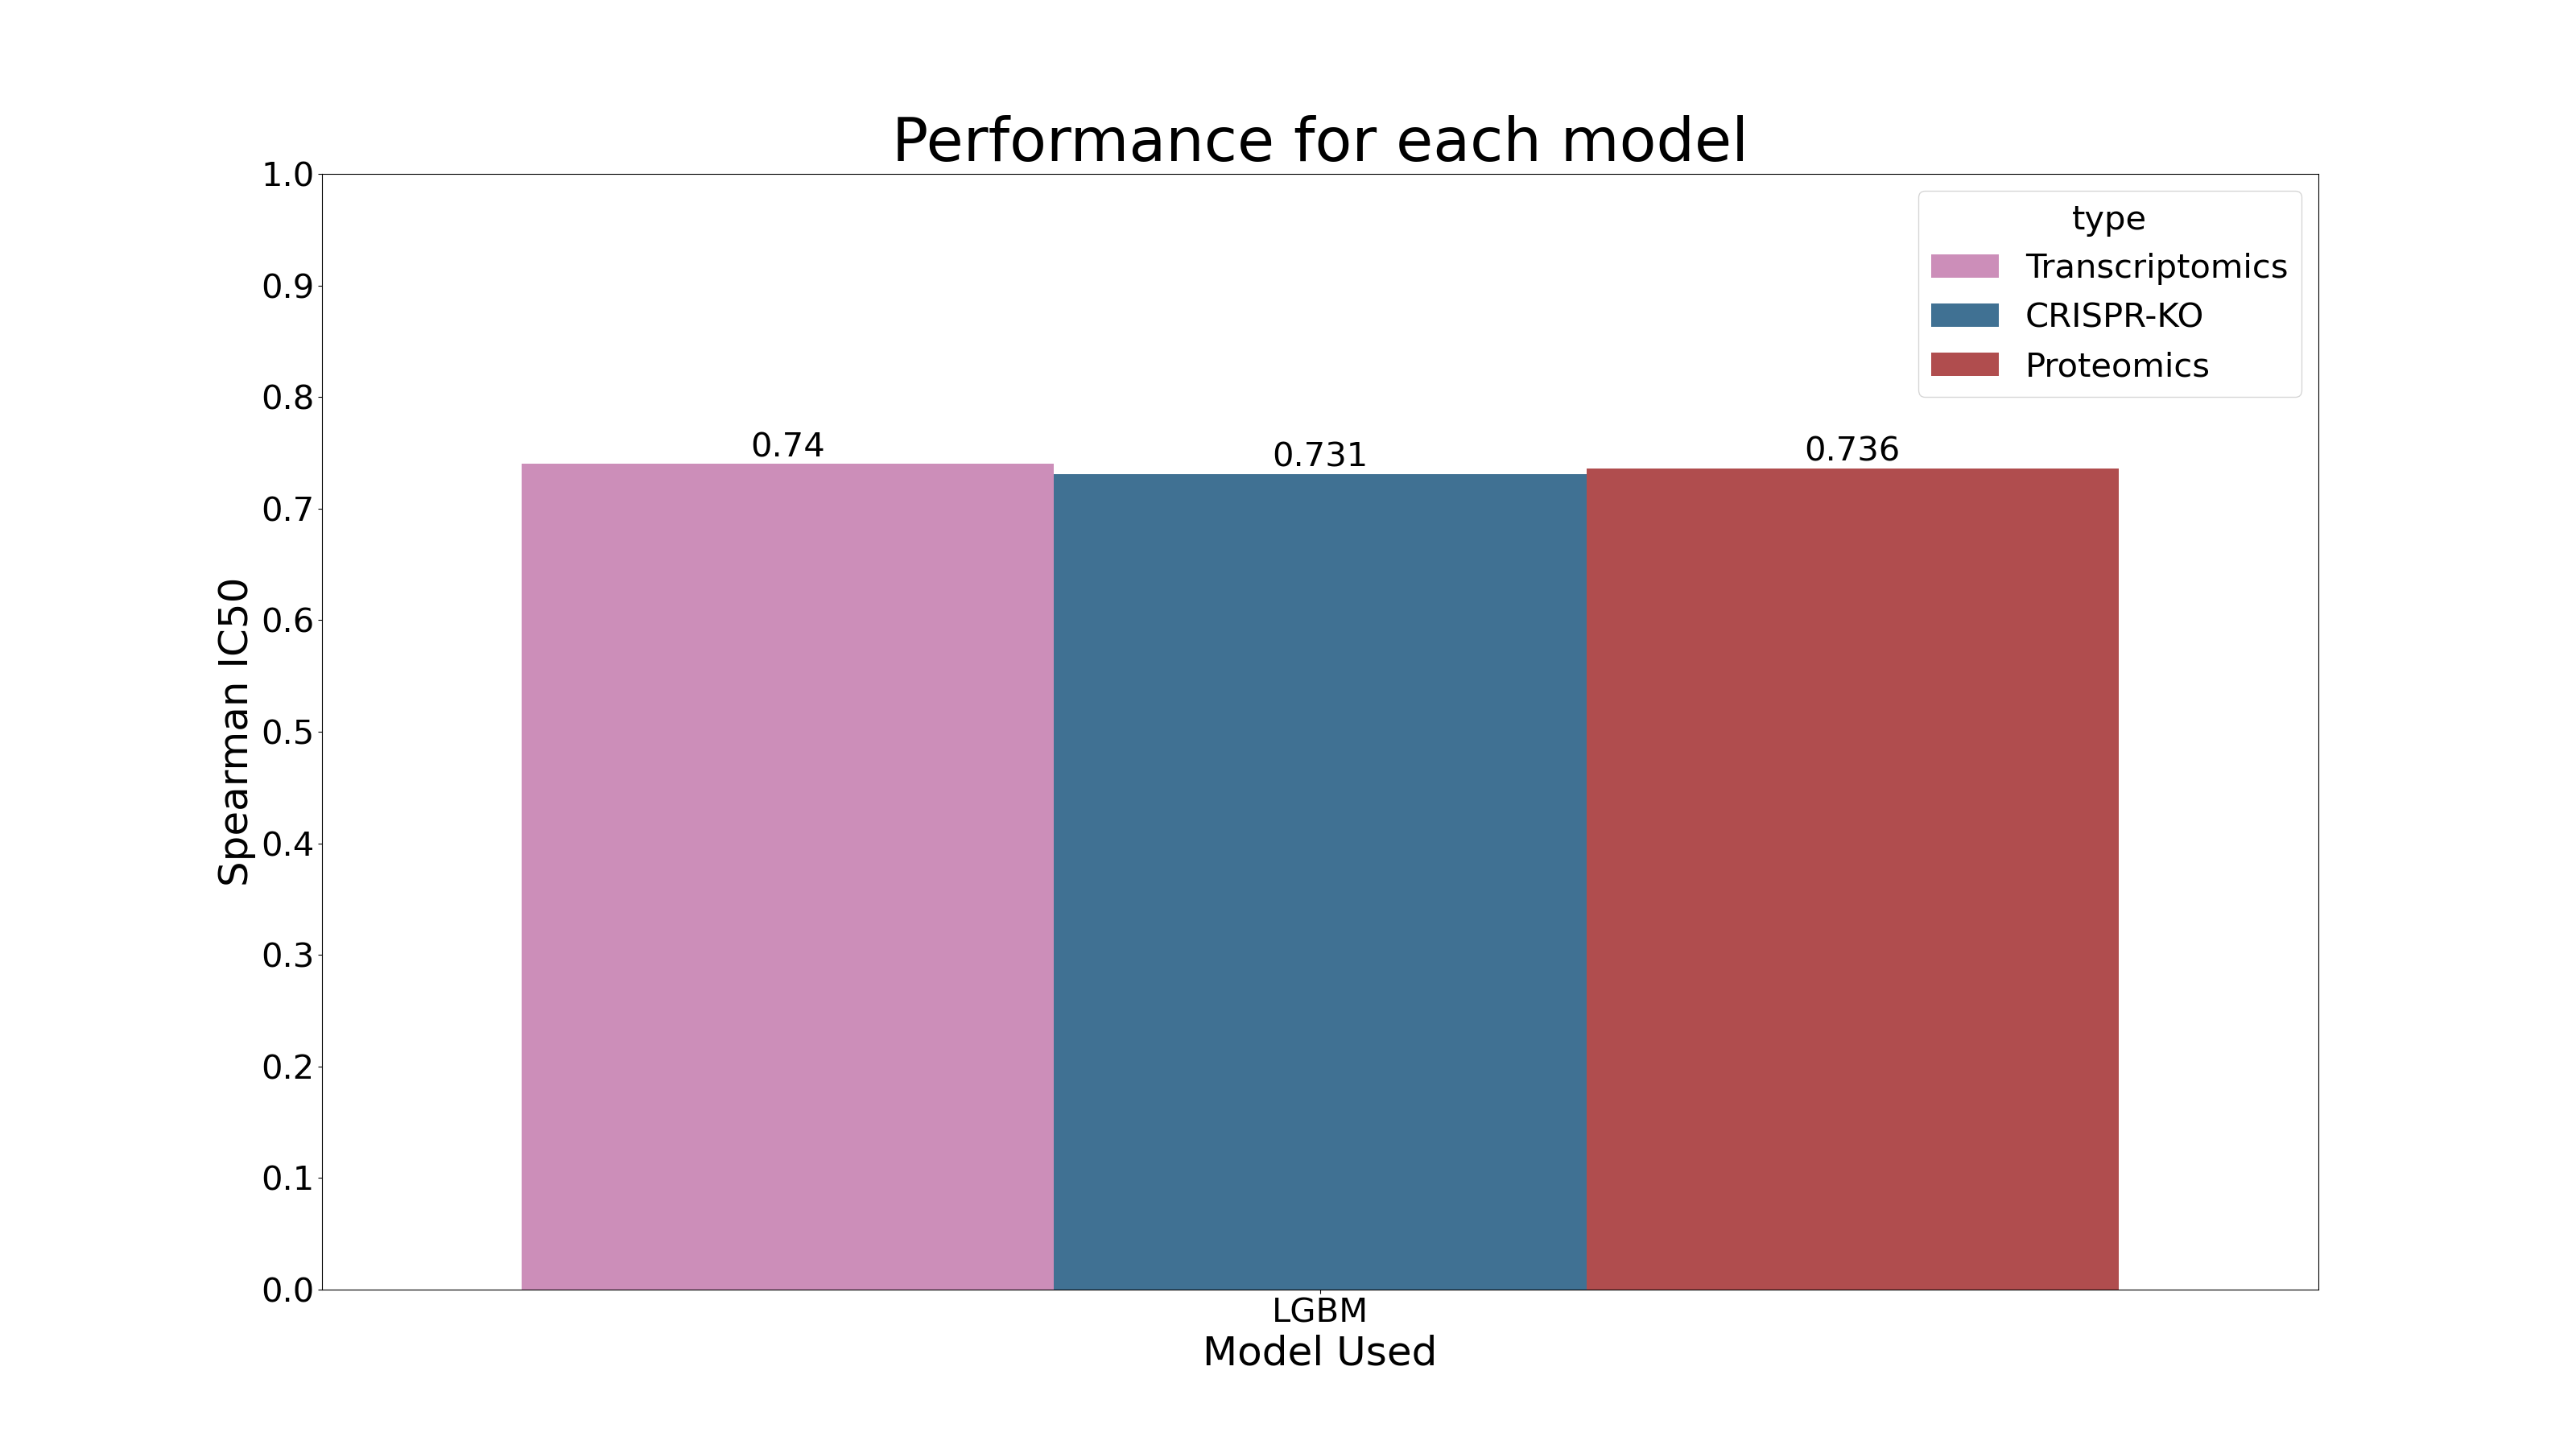 Performance for each model
1.0
0.9
0.8
0.7
0.6
0.5
0.4
0.3
0.2
0.1
0.0
Spearman IC50
type
Transcriptomics
CRISPR-KO
Proteomics
0.74
0.731
0.736
LGBM
Model Used